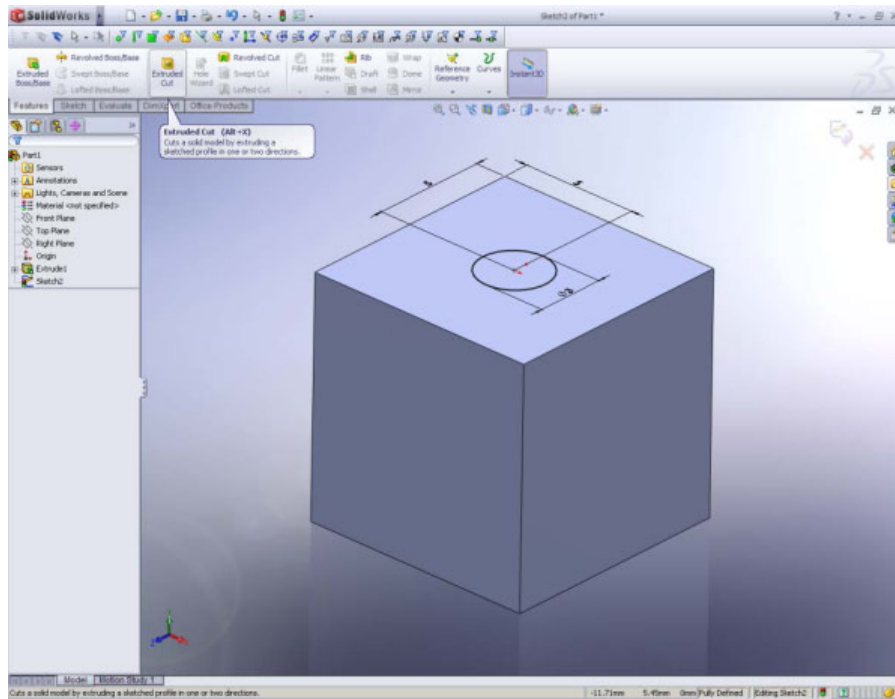 SolidWorks
Sketch2 of Part1 *
Extruded Boss/Base
Revolved Boss/Base
Swept Boss/Base
Lofted Boss/Base
Extruded Cut
Hole Wizard
Revolved Cut
Swept Cut
Lofted Cut
Fillet
Linear Pattern
Rib
Draft
Shell
Wrap
Dome
Mirror
Reference Geometry
Curves
Instant3D
Features Sketch Evaluate DimXpert Office Products
Extruded Cut (Alt+X)
Cuts a solid model by extruding a
sketched profile in one or two directions.
Part1
Sensors
Annotations
Lights, Cameras and Scene
Material <not specified>
Front Plane
Top Plane
Right Plane
Origin
Extrude1
Sketch2
Model Motion Study 1
Cuts a solid model by extruding a sketched profile in one or two directions.
-11.71mm 5.45mm 0mm Fully Defined Editing Sketch2